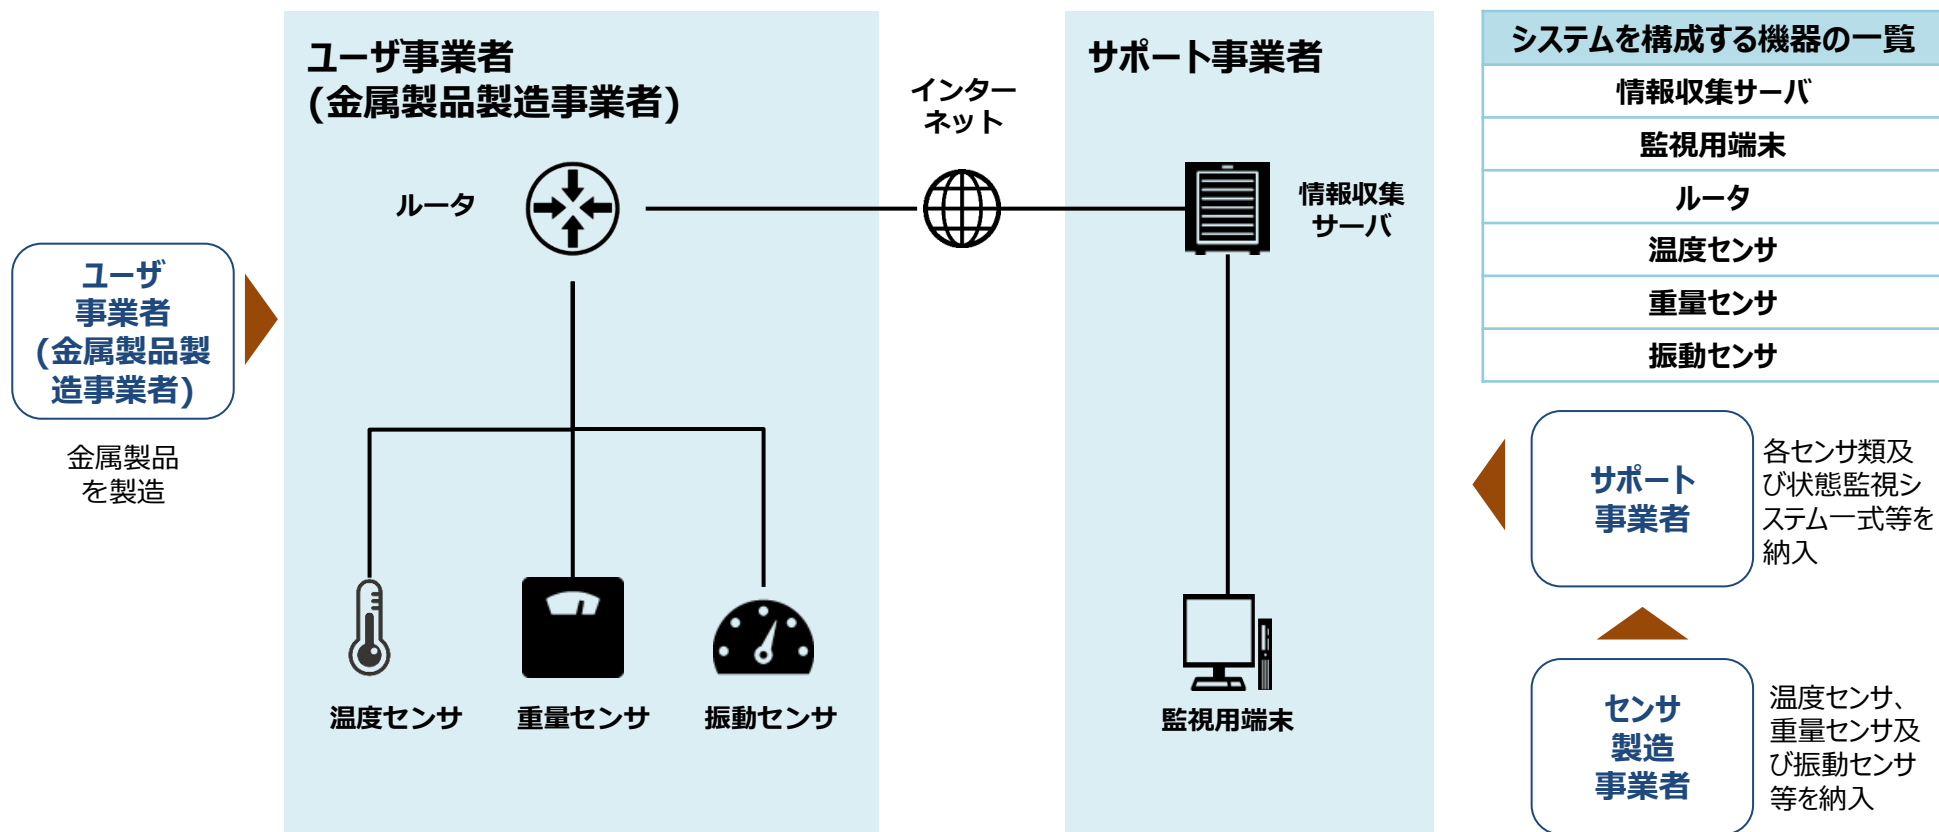 ユーザ事業者
(金属製品製造事業者)
インター
ネット
サポート事業者
ルータ
情報収集
サーバ
温度センサ
重量センサ
振動センサ
監視用端末
ユーザ
事業者
(金属製品製
造事業者)
金属製品
を製造
システムを構成する機器の一覧
情報収集サーバ
監視用端末
ルータ
温度センサ
重量センサ
振動センサ
サポート
事業者
各センサ類及
び状態監視シ
ステム一式等を
納入
センサ
製造
事業者
温度センサ、
重量センサ及
び振動センサ
等を納入